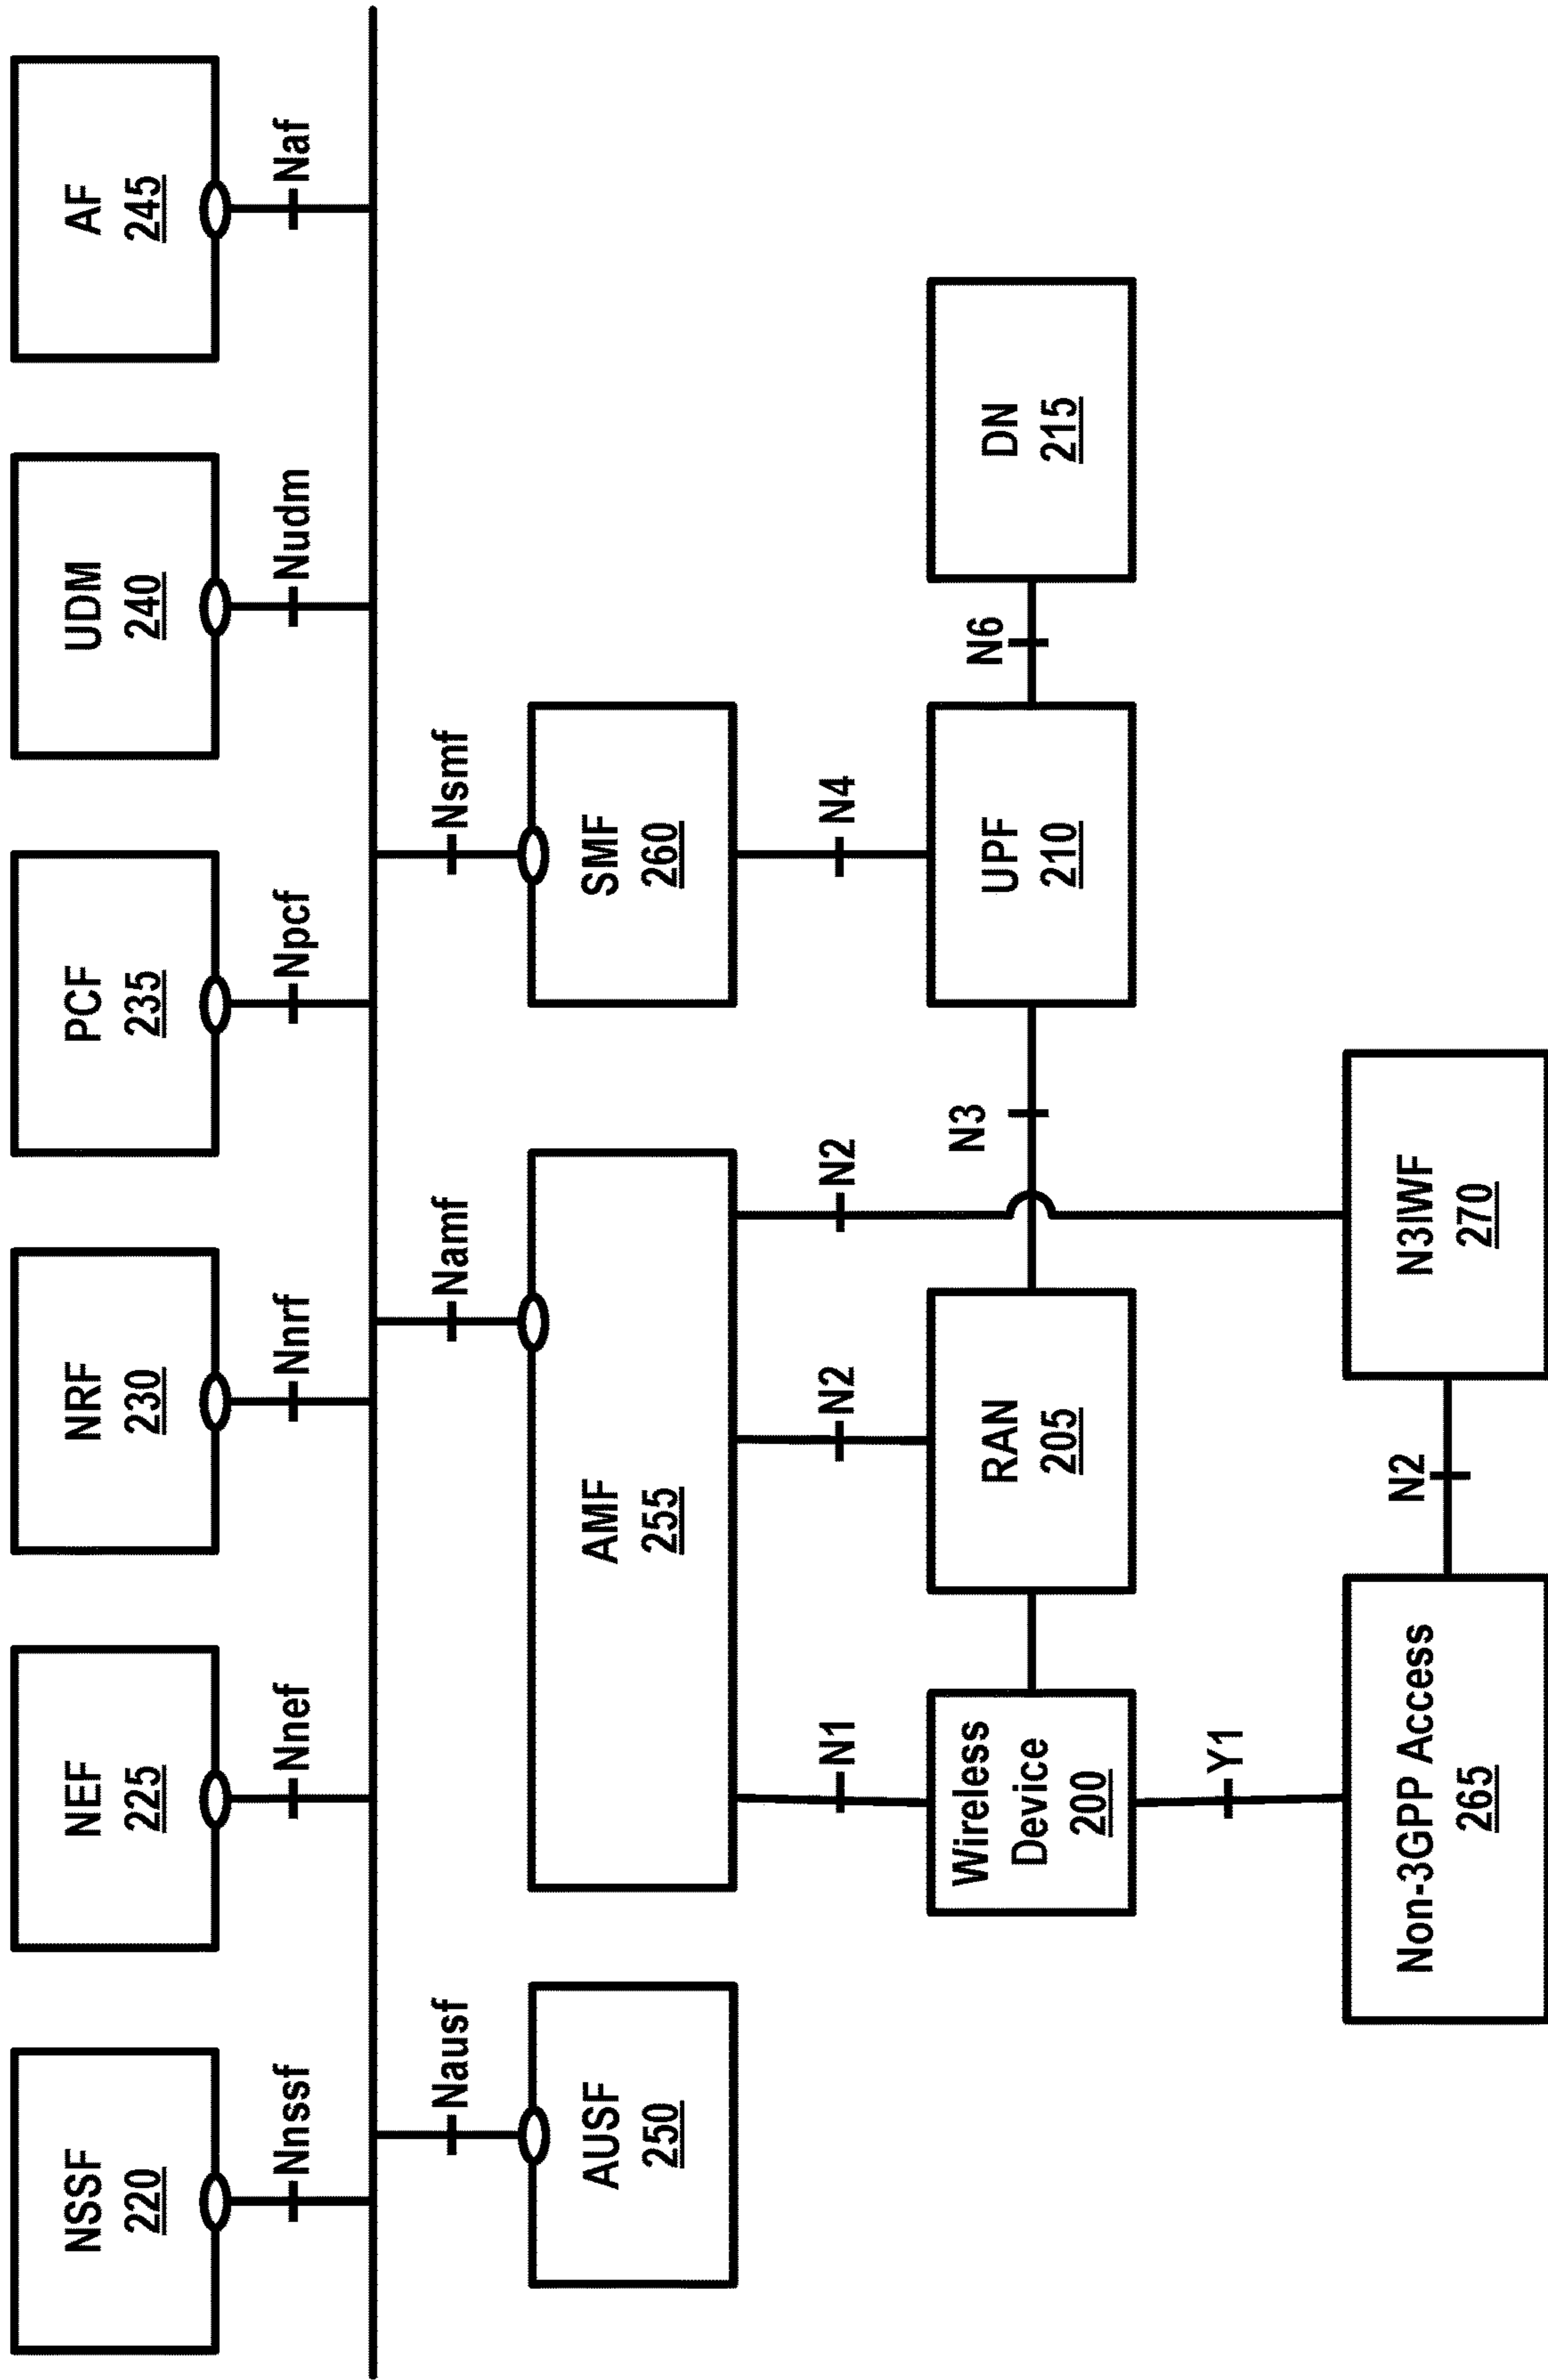 NSSF
220
NEF
225
NRF
230
PCF
235
UDM
240
AF
245
Nnssf
Nnef
Nnrf
Npcf
Nudm
Naf
Nausf
Namf
Nsmf
AUSF
250
AMF
255
SMF
260
N1
N2
N2
N4
Wireless
Device
200
RAN
205
N3
UPF
210
N6
DN
215
Y1
Non-3GPP Access
265
N2
N3IWF
270